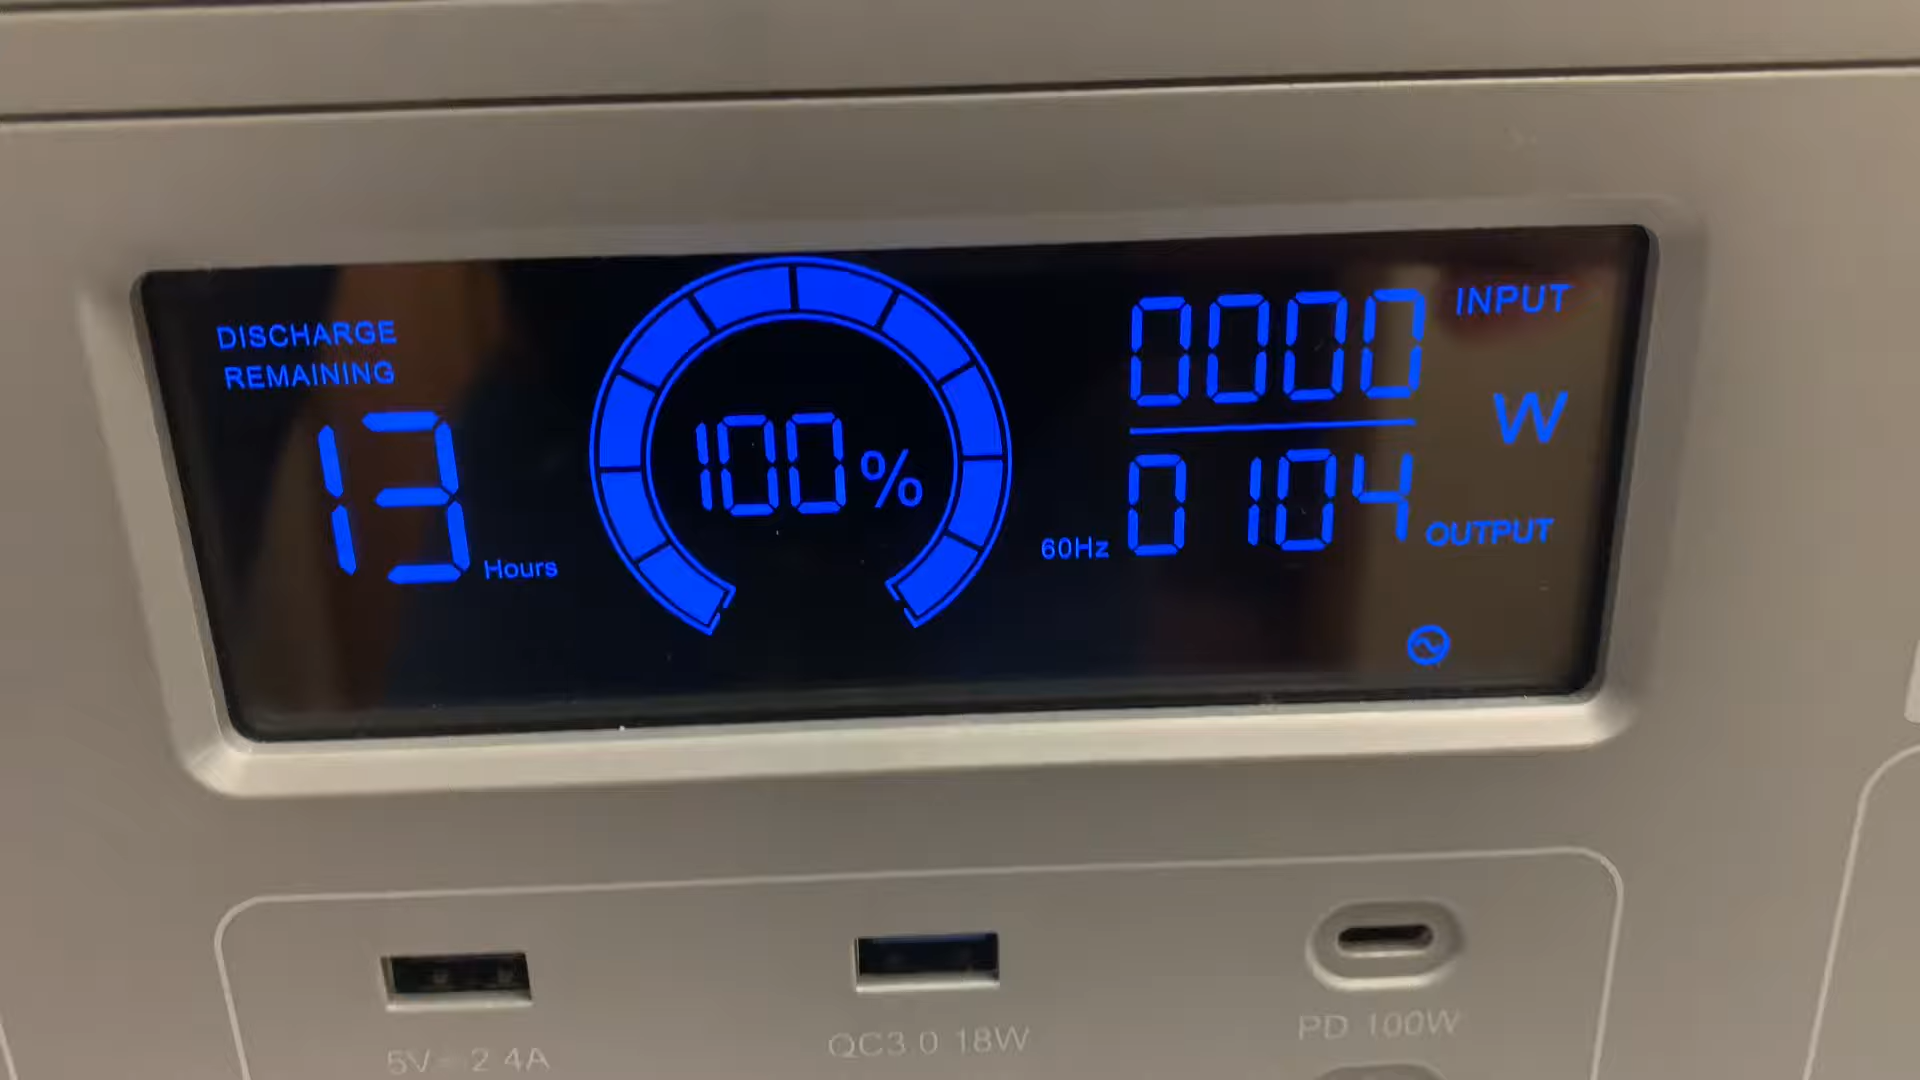 DISCHARGE
REMAINING
13 Hours
100%
0000 INPUT
W
60Hz 0104 OUTPUT
5V⎓2.4A
QC3.0 18W
PD 100W